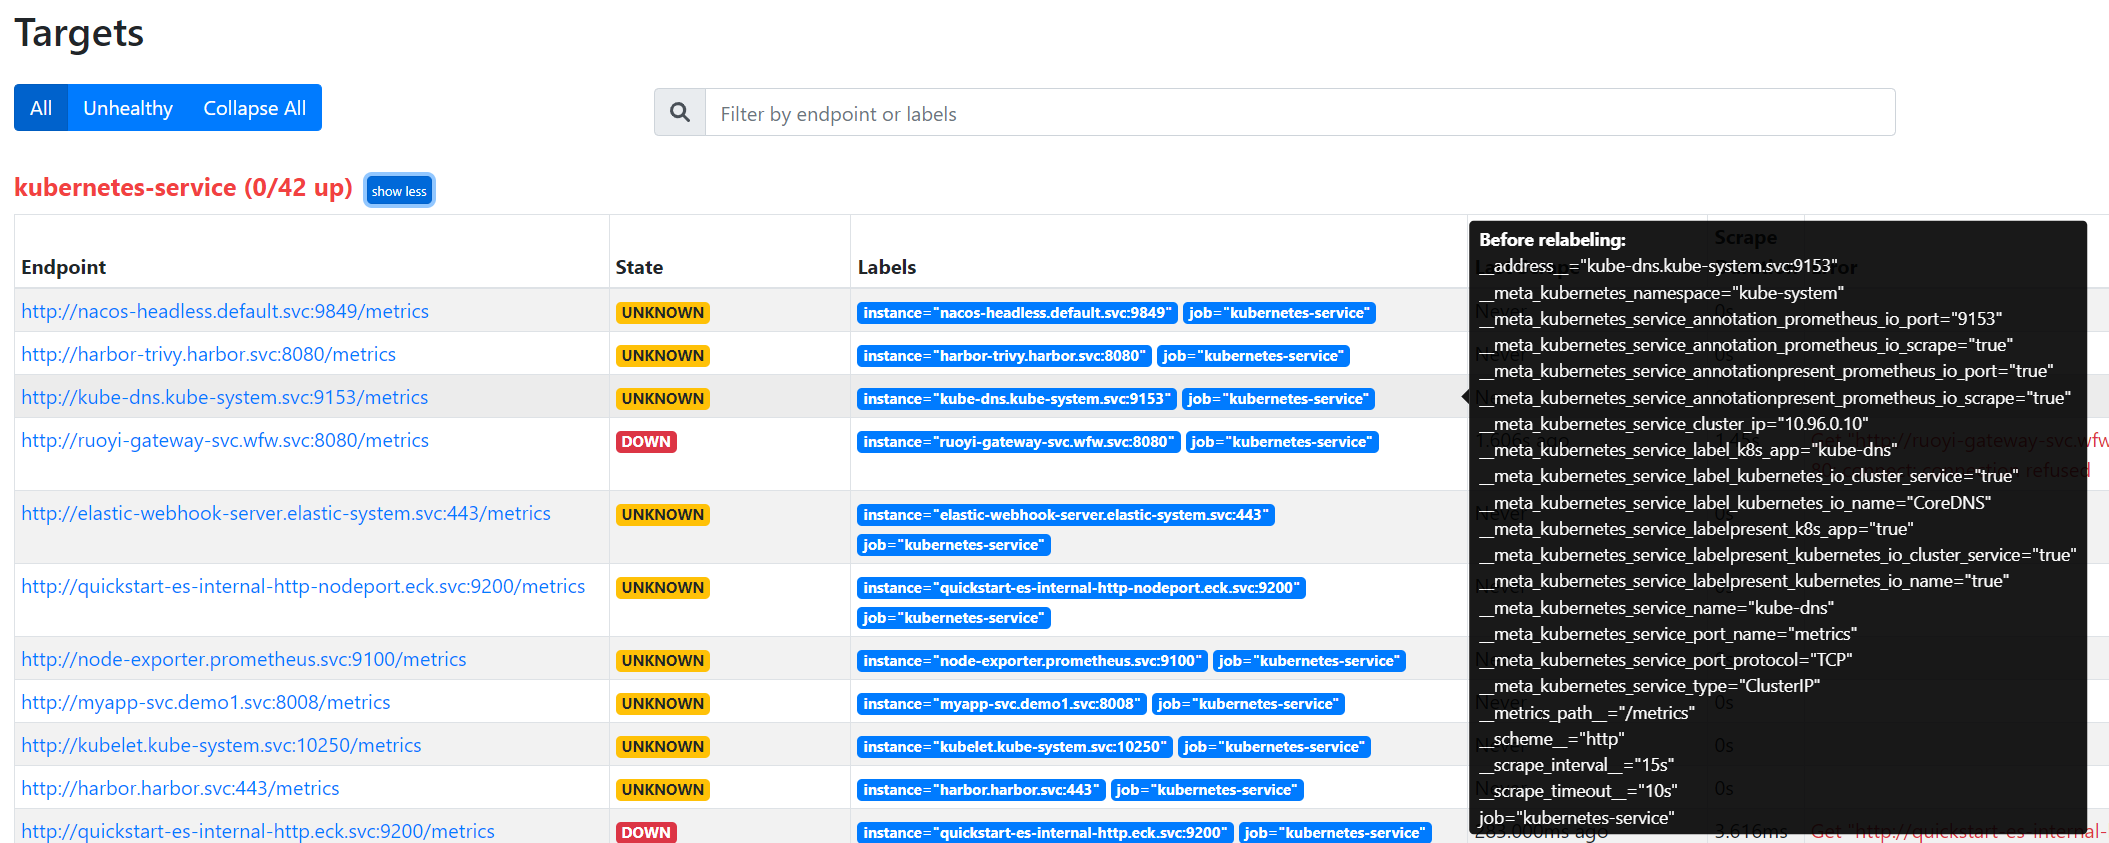 Targets
All Unhealthy Collapse All
Filter by endpoint or labels
kubernetes-service (0/42 up) show less
Endpoint State Labels
http://nacos-headless.default.svc:9849/metrics UNKNOWN instance="nacos-headless.default.svc:9849" job="kubernetes-service"
http://harbor-trivy.harbor.svc:8080/metrics UNKNOWN instance="harbor-trivy.harbor.svc:8080" job="kubernetes-service"
http://kube-dns.kube-system.svc:9153/metrics UNKNOWN instance="kube-dns.kube-system.svc:9153" job="kubernetes-service"
http://ruoyi-gateway-svc.wfw.svc:8080/metrics DOWN instance="ruoyi-gateway-svc.wfw.svc:8080" job="kubernetes-service"
http://elastic-webhook-server.elastic-system.svc:443/metrics UNKNOWN instance="elastic-webhook-server.elastic-system.svc:443"
job="kubernetes-service"
http://quickstart-es-internal-http-nodeport.eck.svc:9200/metrics UNKNOWN instance="quickstart-es-internal-http-nodeport.eck.svc:9200"
job="kubernetes-service"
http://node-exporter.prometheus.svc:9100/metrics UNKNOWN instance="node-exporter.prometheus.svc:9100" job="kubernetes-service"
http://myapp-svc.demo1.svc:8008/metrics UNKNOWN instance="myapp-svc.demo1.svc:8008" job="kubernetes-service"
http://kubelet.kube-system.svc:10250/metrics UNKNOWN instance="kubelet.kube-system.svc:10250" job="kubernetes-service"
http://harbor.harbor.svc:443/metrics UNKNOWN instance="harbor.harbor.svc:443" job="kubernetes-service"
http://quickstart-es-internal-http.eck.svc:9200/metrics DOWN instance="quickstart-es-internal-http.eck.svc:9200" job="kubernetes-service"
Before relabeling:
__address__="kube-dns.kube-system.svc:9153"
__meta_kubernetes_namespace="kube-system"
__meta_kubernetes_service_annotation_prometheus_io_port="9153"
__meta_kubernetes_service_annotation_prometheus_io_scrape="true"
__meta_kubernetes_service_annotationpresent_prometheus_io_port="true"
__meta_kubernetes_service_annotationpresent_prometheus_io_scrape="true"
__meta_kubernetes_service_cluster_ip="10.96.0.10"
__meta_kubernetes_service_label_k8s_app="kube-dns"
__meta_kubernetes_service_label_kubernetes_io_cluster_service="true"
__meta_kubernetes_service_label_kubernetes_io_name="CoreDNS"
__meta_kubernetes_service_labelpresent_k8s_app="true"
__meta_kubernetes_service_labelpresent_kubernetes_io_cluster_service="true"
__meta_kubernetes_service_labelpresent_kubernetes_io_name="true"
__meta_kubernetes_service_name="kube-dns"
__meta_kubernetes_service_port_name="metrics"
__meta_kubernetes_service_port_protocol="TCP"
__meta_kubernetes_service_type="ClusterIP"
__metrics_path__="/metrics"
__scheme__="http"
__scrape_interval__="15s"
__scrape_timeout__="10s"
job="kubernetes-service"